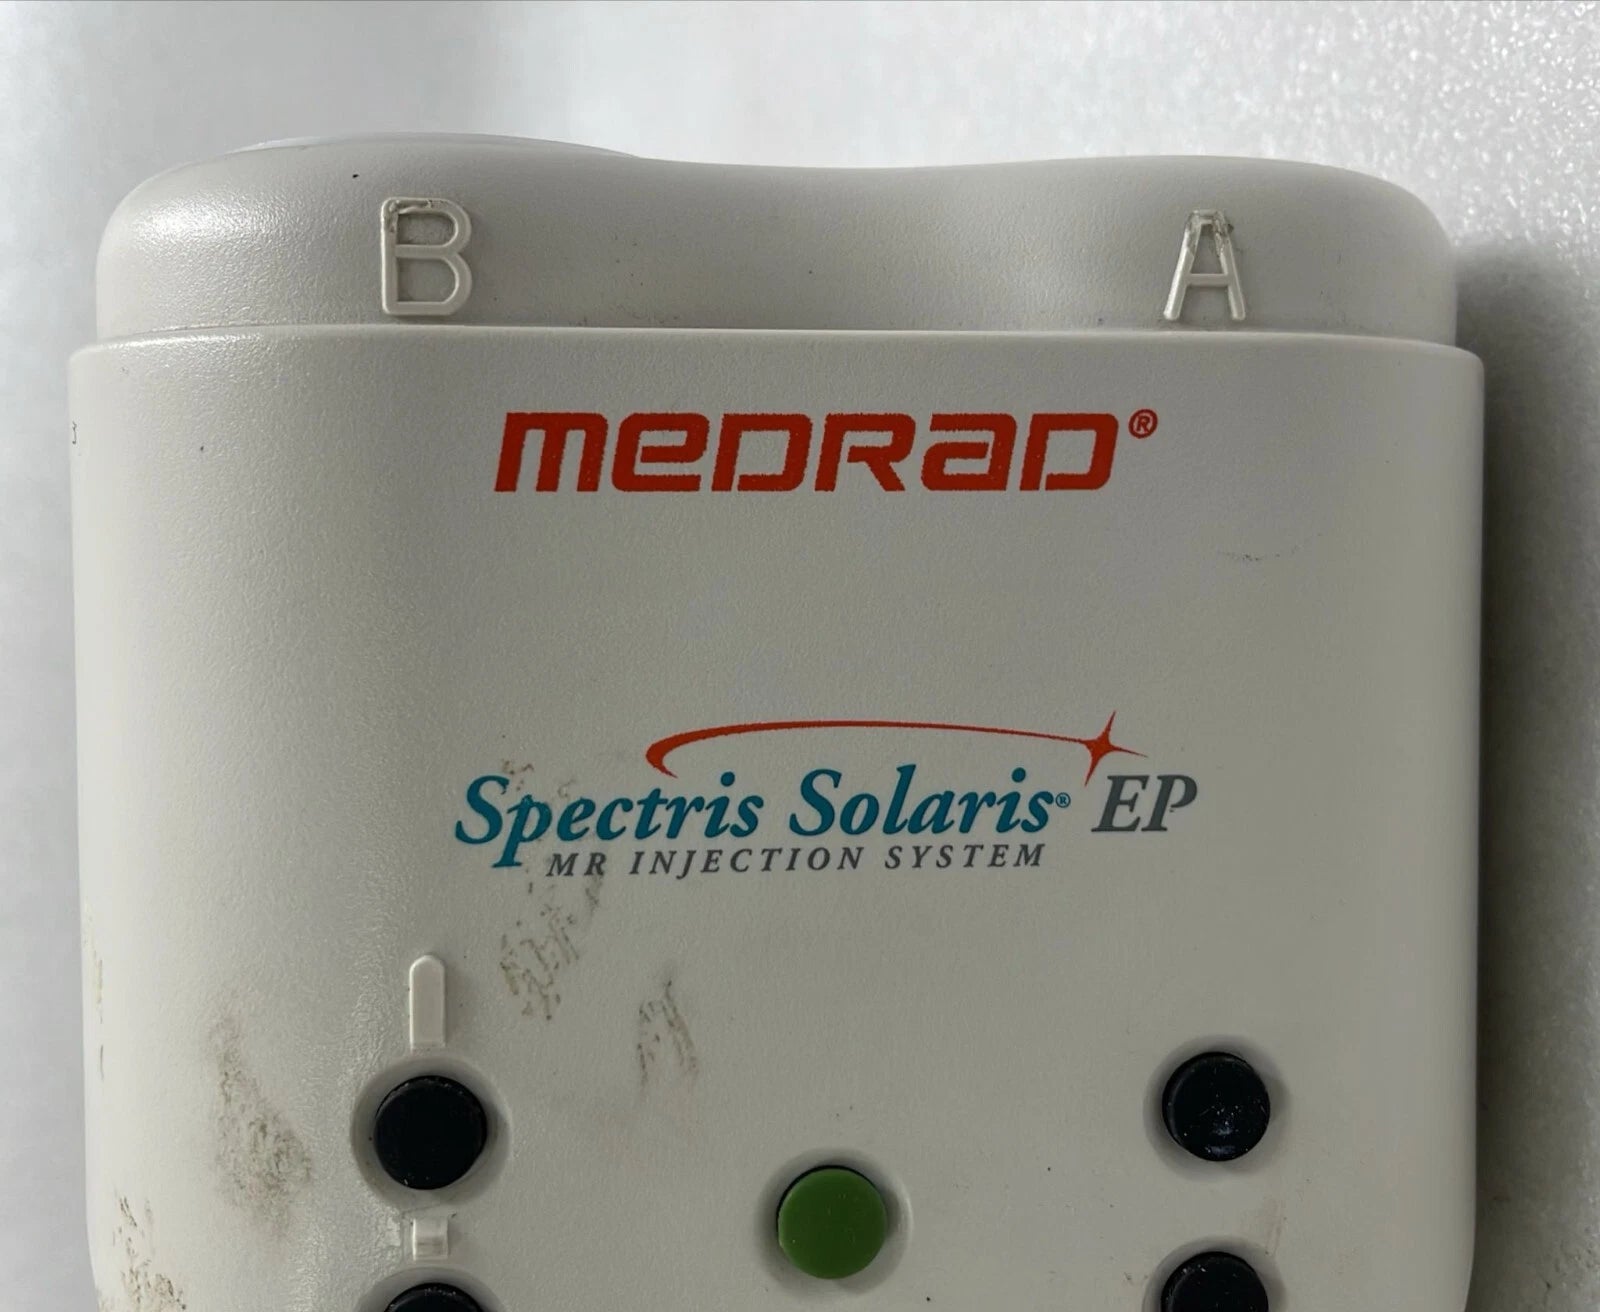 B A
MEDRAD®
Spectris Solaris® EP
MR INJECTION SYSTEM